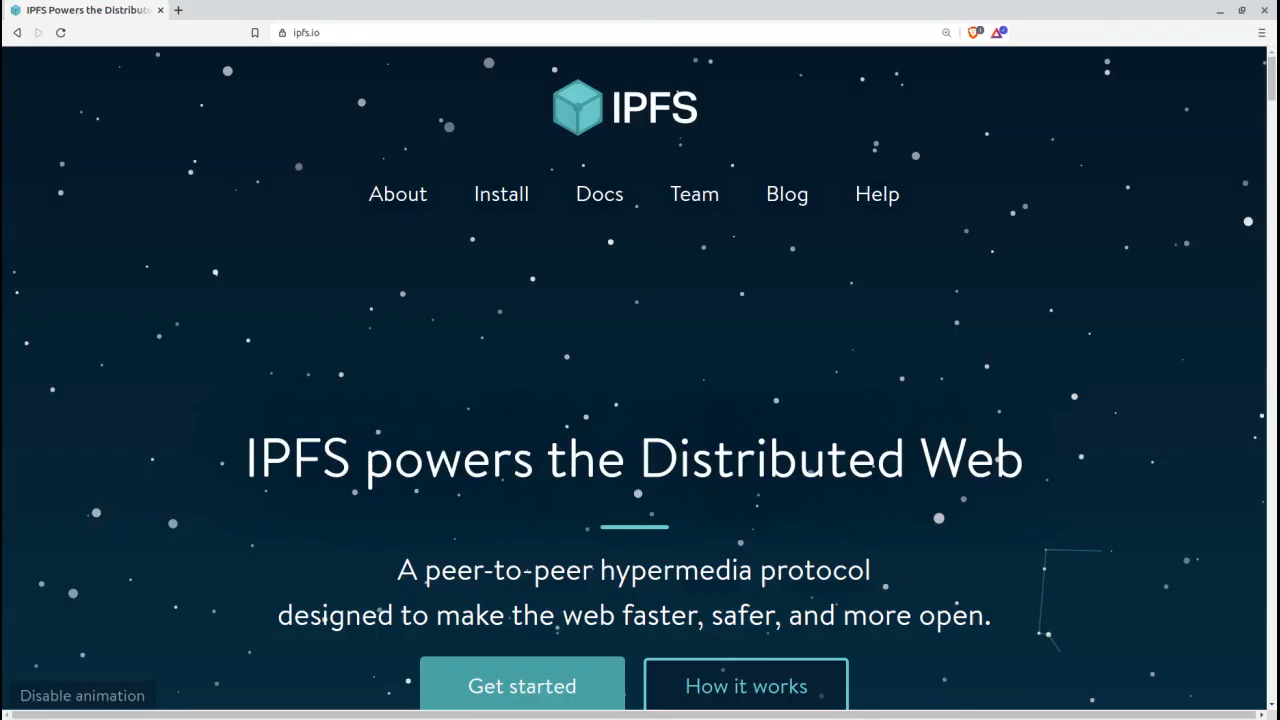 IPFS Powers the Distribute
ipfs.io
IPFS
About Install Docs Team Blog Help
IPFS powers the Distributed Web
A peer-to-peer hypermedia protocol
designed to make the web faster, safer, and more open.
Get started How it works
Disable animation